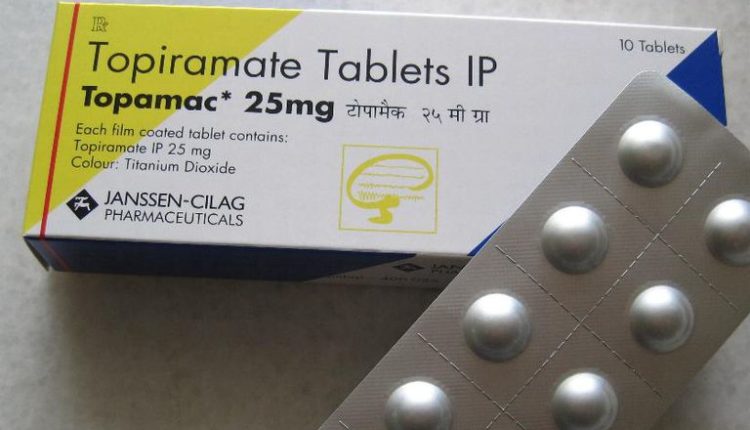 Rx
10 Tablets
Topiramate Tablets IP
Topamac* 25mg टोपामैक २५ मी ग्रा
Each film coated tablet contains:
Topiramate IP 25 mg
Colour: Titanium Dioxide
JANSSEN-CILAG
PHARMACEUTICALS